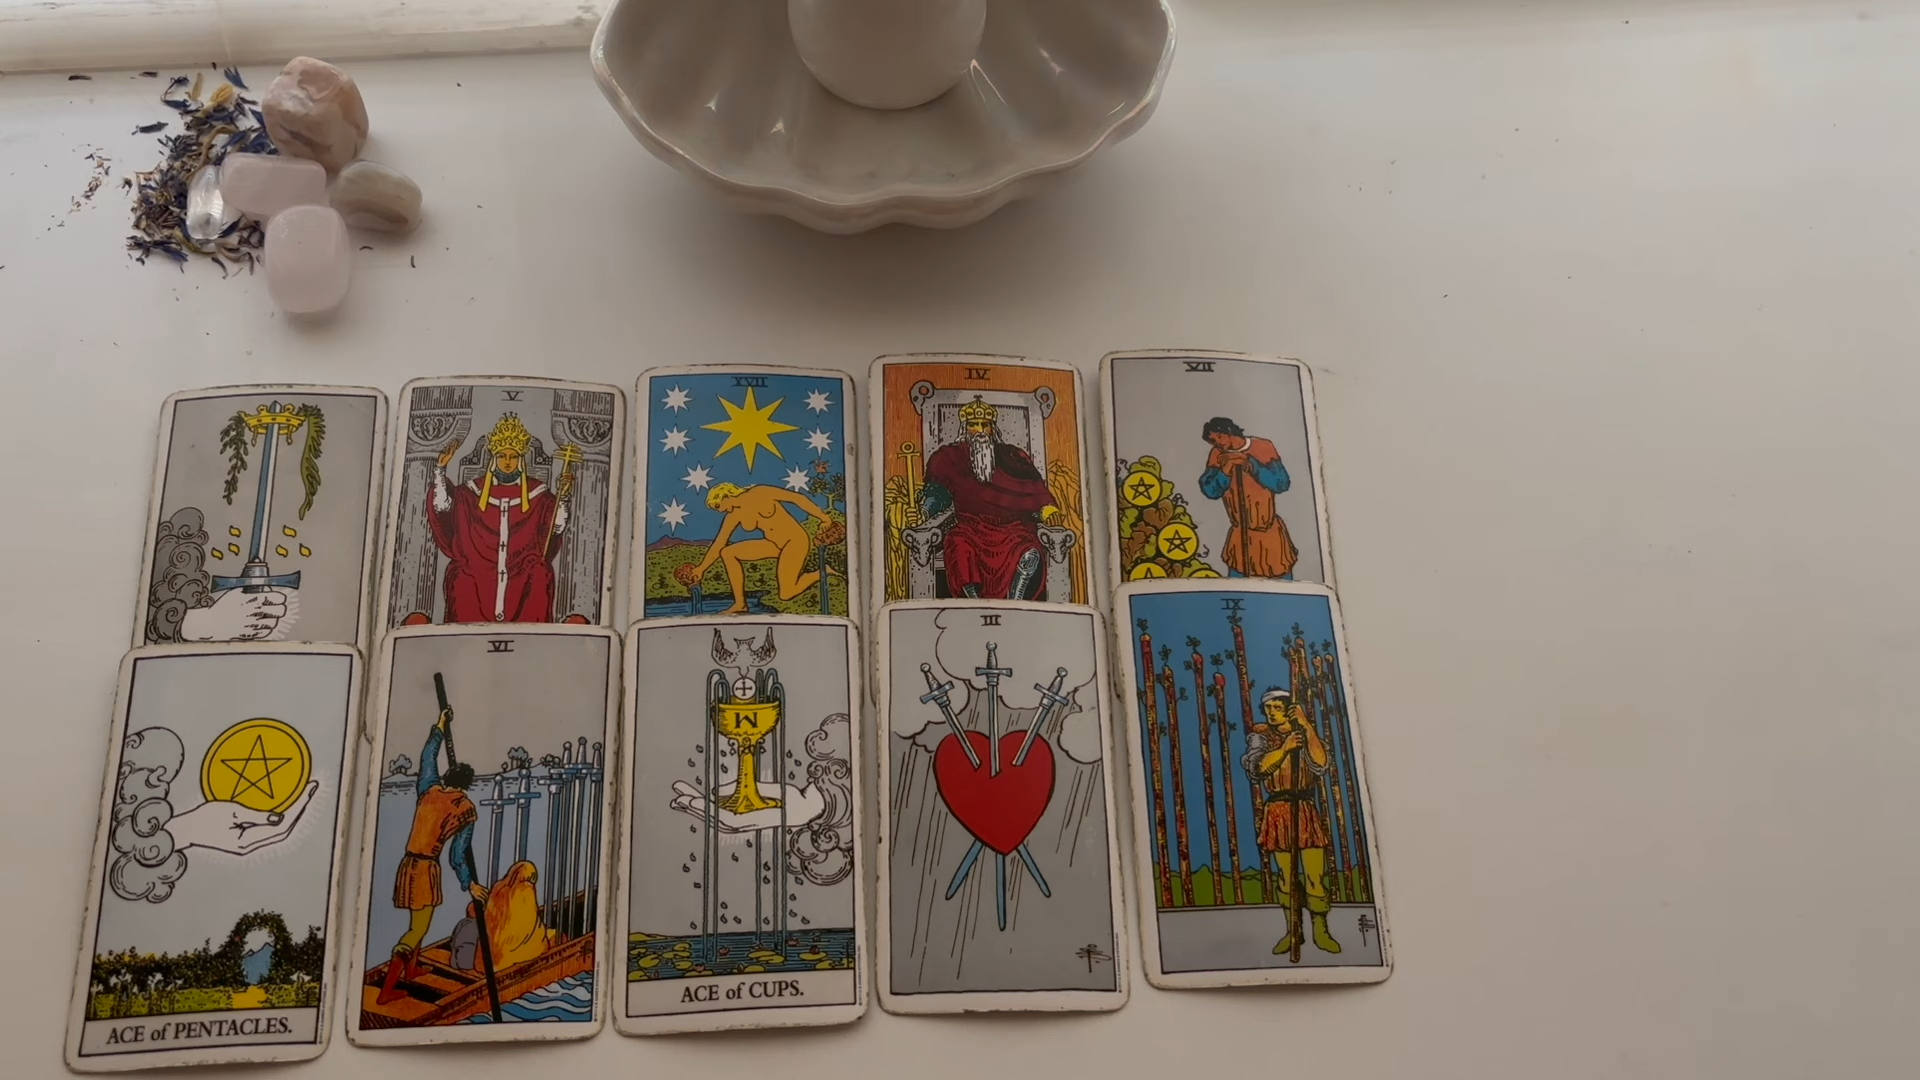 V
XVII
IV
VII
VI
III
IX
W
ACE of PENTACLES.
ACE of CUPS.